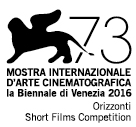 73
MOSTRA INTERNAZIONALE
D'ARTE CINEMATOGRAFICA
la Biennale di Venezia 2016
Orizzonti
Short Films Competition